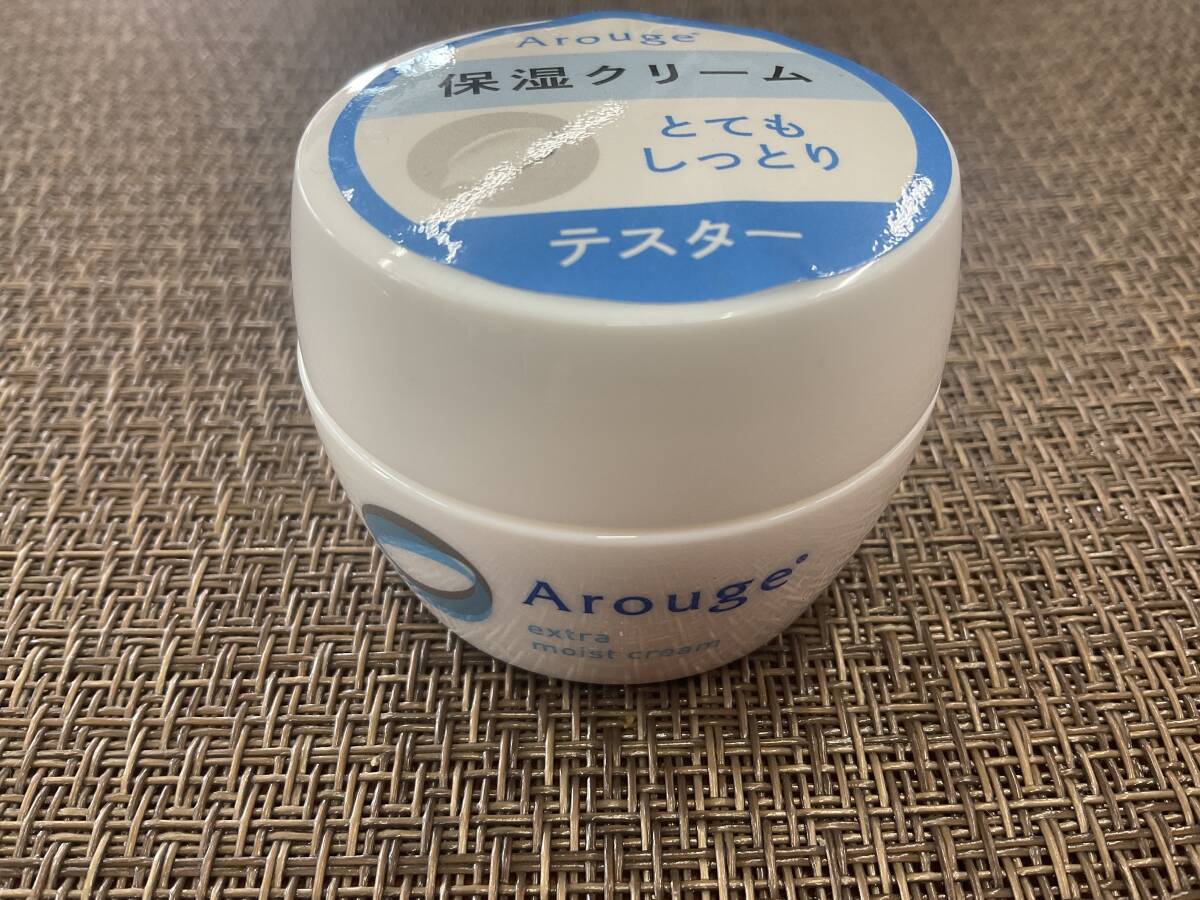 Arouge
保湿クリーム
とても
しっとり
テスター
Arouge
extra
moist cream